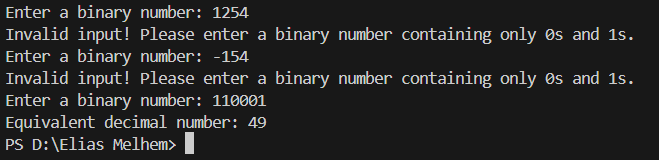 Enter a binary number: 1254
Invalid input! Please enter a binary number containing only 0s and 1s.
Enter a binary number: -154
Invalid input! Please enter a binary number containing only 0s and 1s.
Enter a binary number: 110001
Equivalent decimal number: 49
PS D:\Elias Melhem>